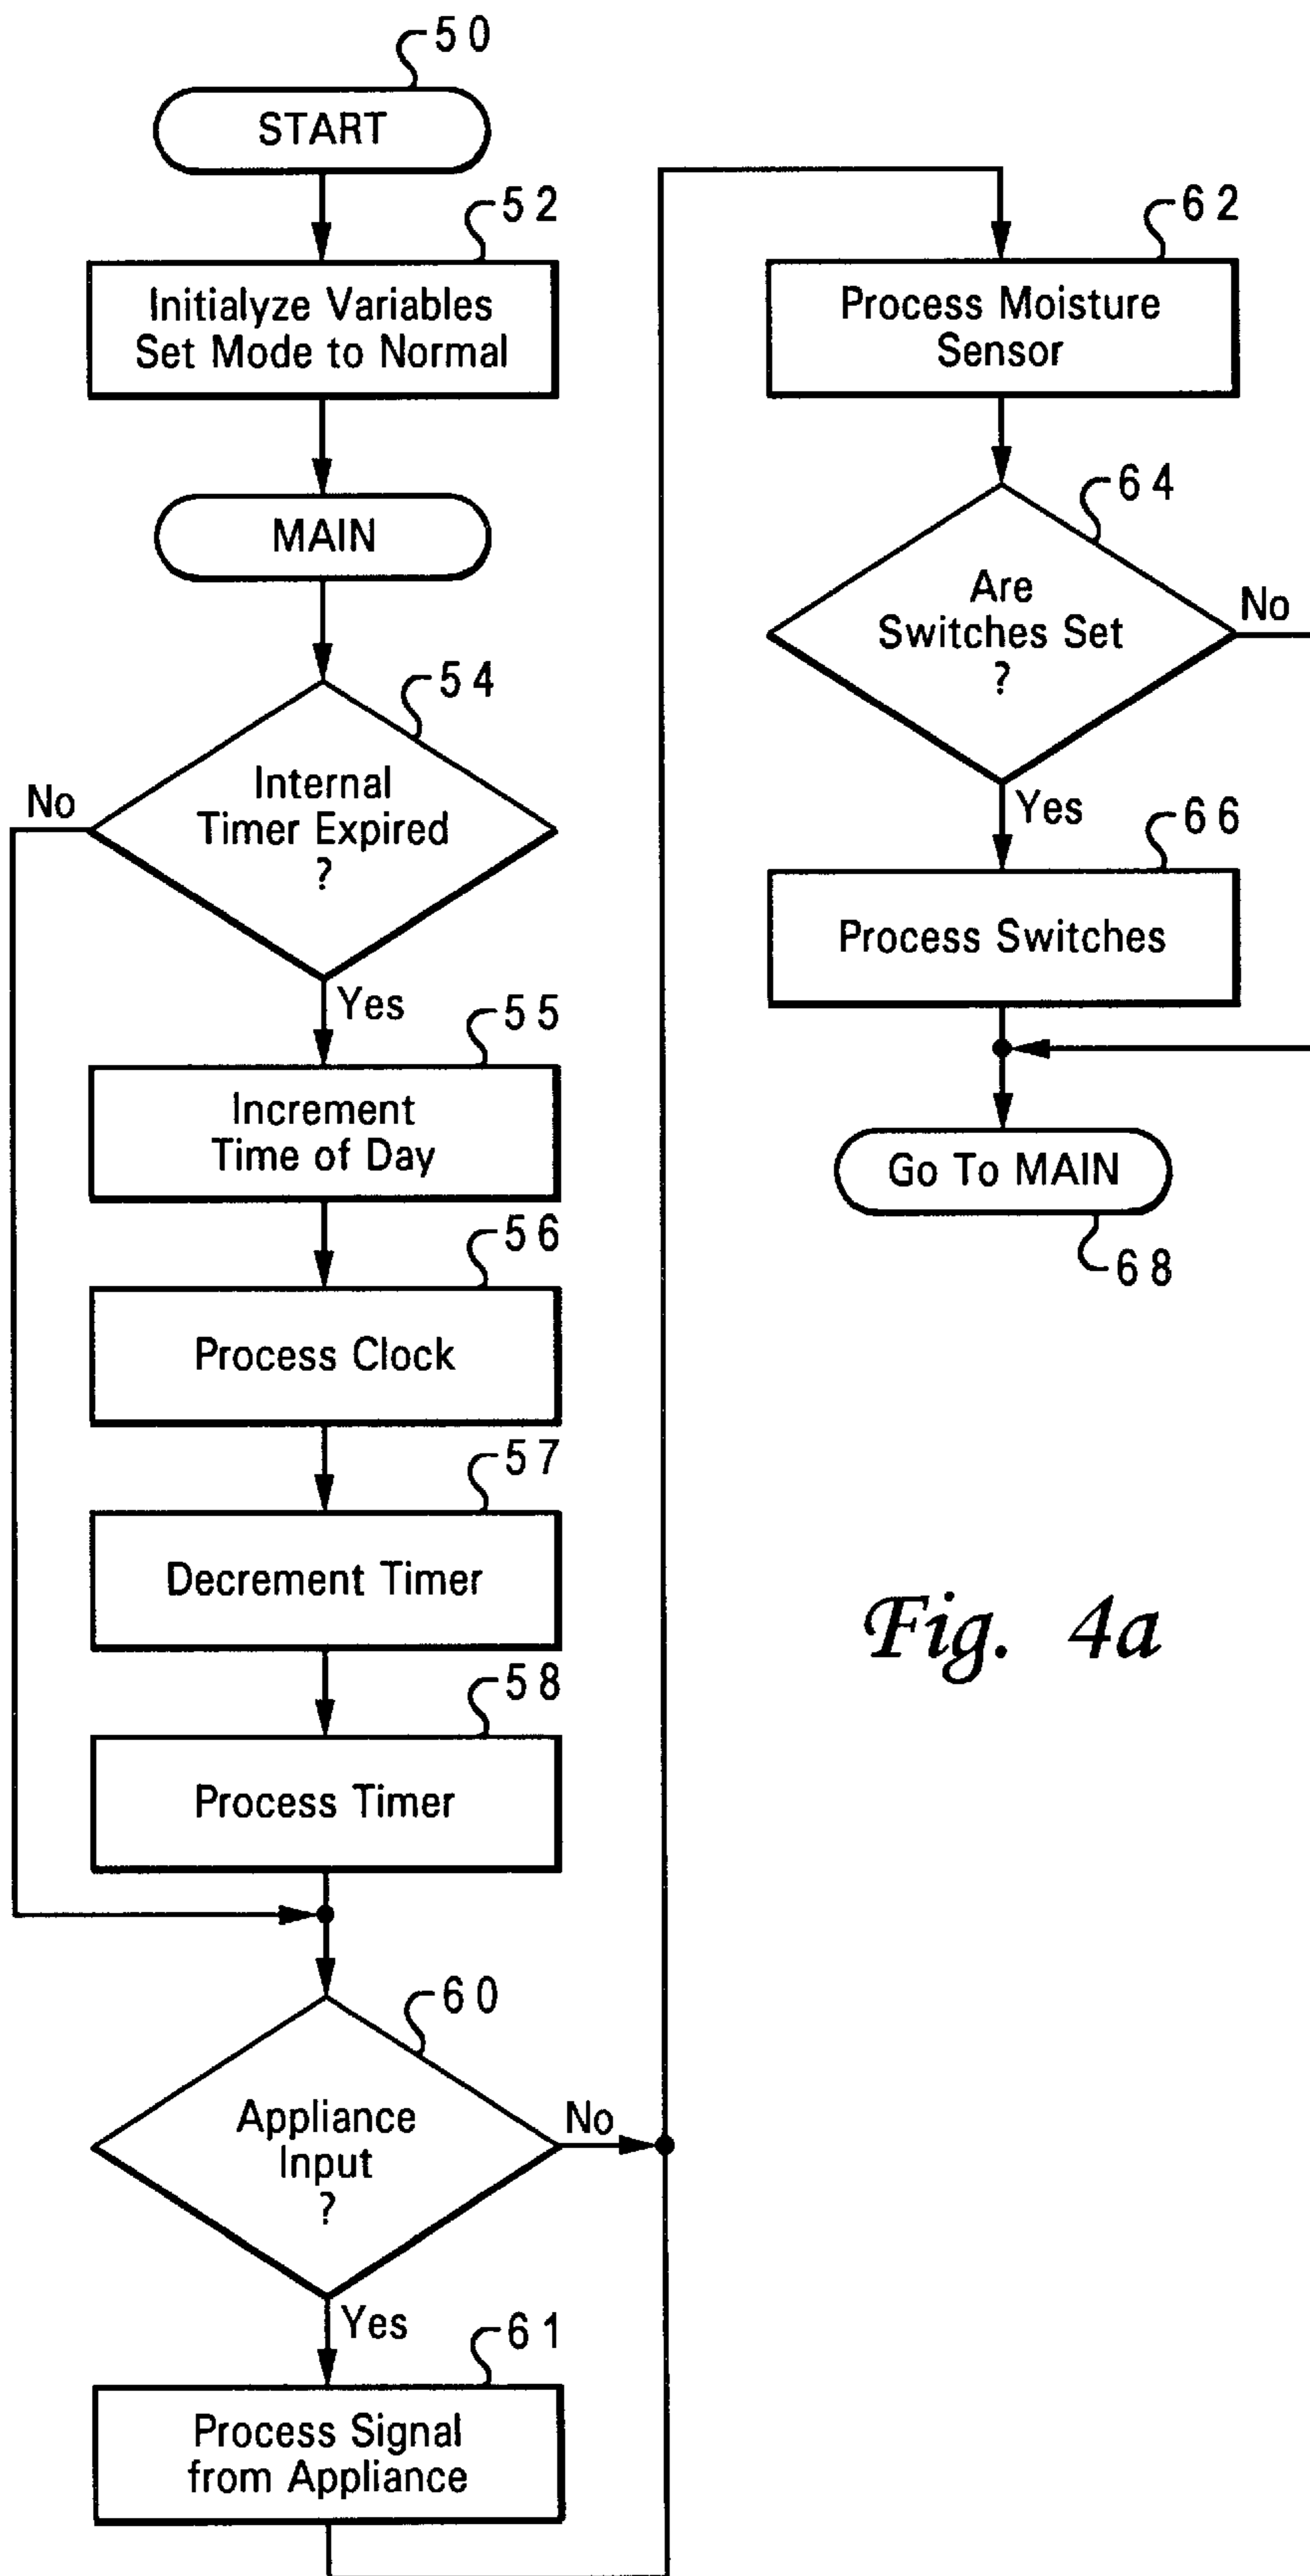 50
START
52
Initialyze Variables
Set Mode to Normal
MAIN
54
Internal
Timer Expired
?
No
Yes
55
Increment
Time of Day
56
Process Clock
57
Decrement Timer
58
Process Timer
60
Appliance
Input
?
No
Yes
61
Process Signal
from Appliance
62
Process Moisture
Sensor
64
Are
Switches Set
?
No
Yes
66
Process Switches
Go To MAIN
68
Fig. 4a